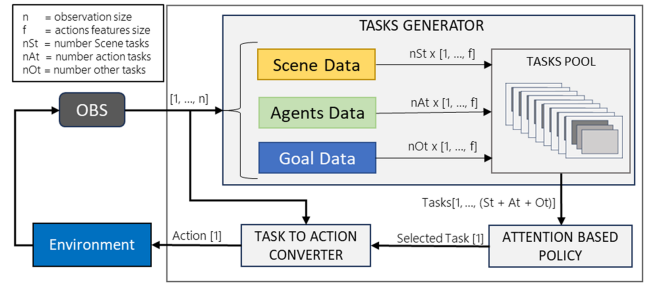 n = observation size
f = actions features size
nSt = number Scene tasks
nAt = number action tasks
nOt = number other tasks
TASKS GENERATOR
Scene Data
nSt x [1, ..., f]
TASKS POOL
OBS
[1, ..., n]
Agents Data
nAt x [1, ..., f]
Goal Data
nOt x [1, ..., f]
Tasks[1, ..., (St + At + Ot)]
Environment
Action [1]
TASK TO ACTION
CONVERTER
Selected Task [1]
ATTENTION BASED
POLICY